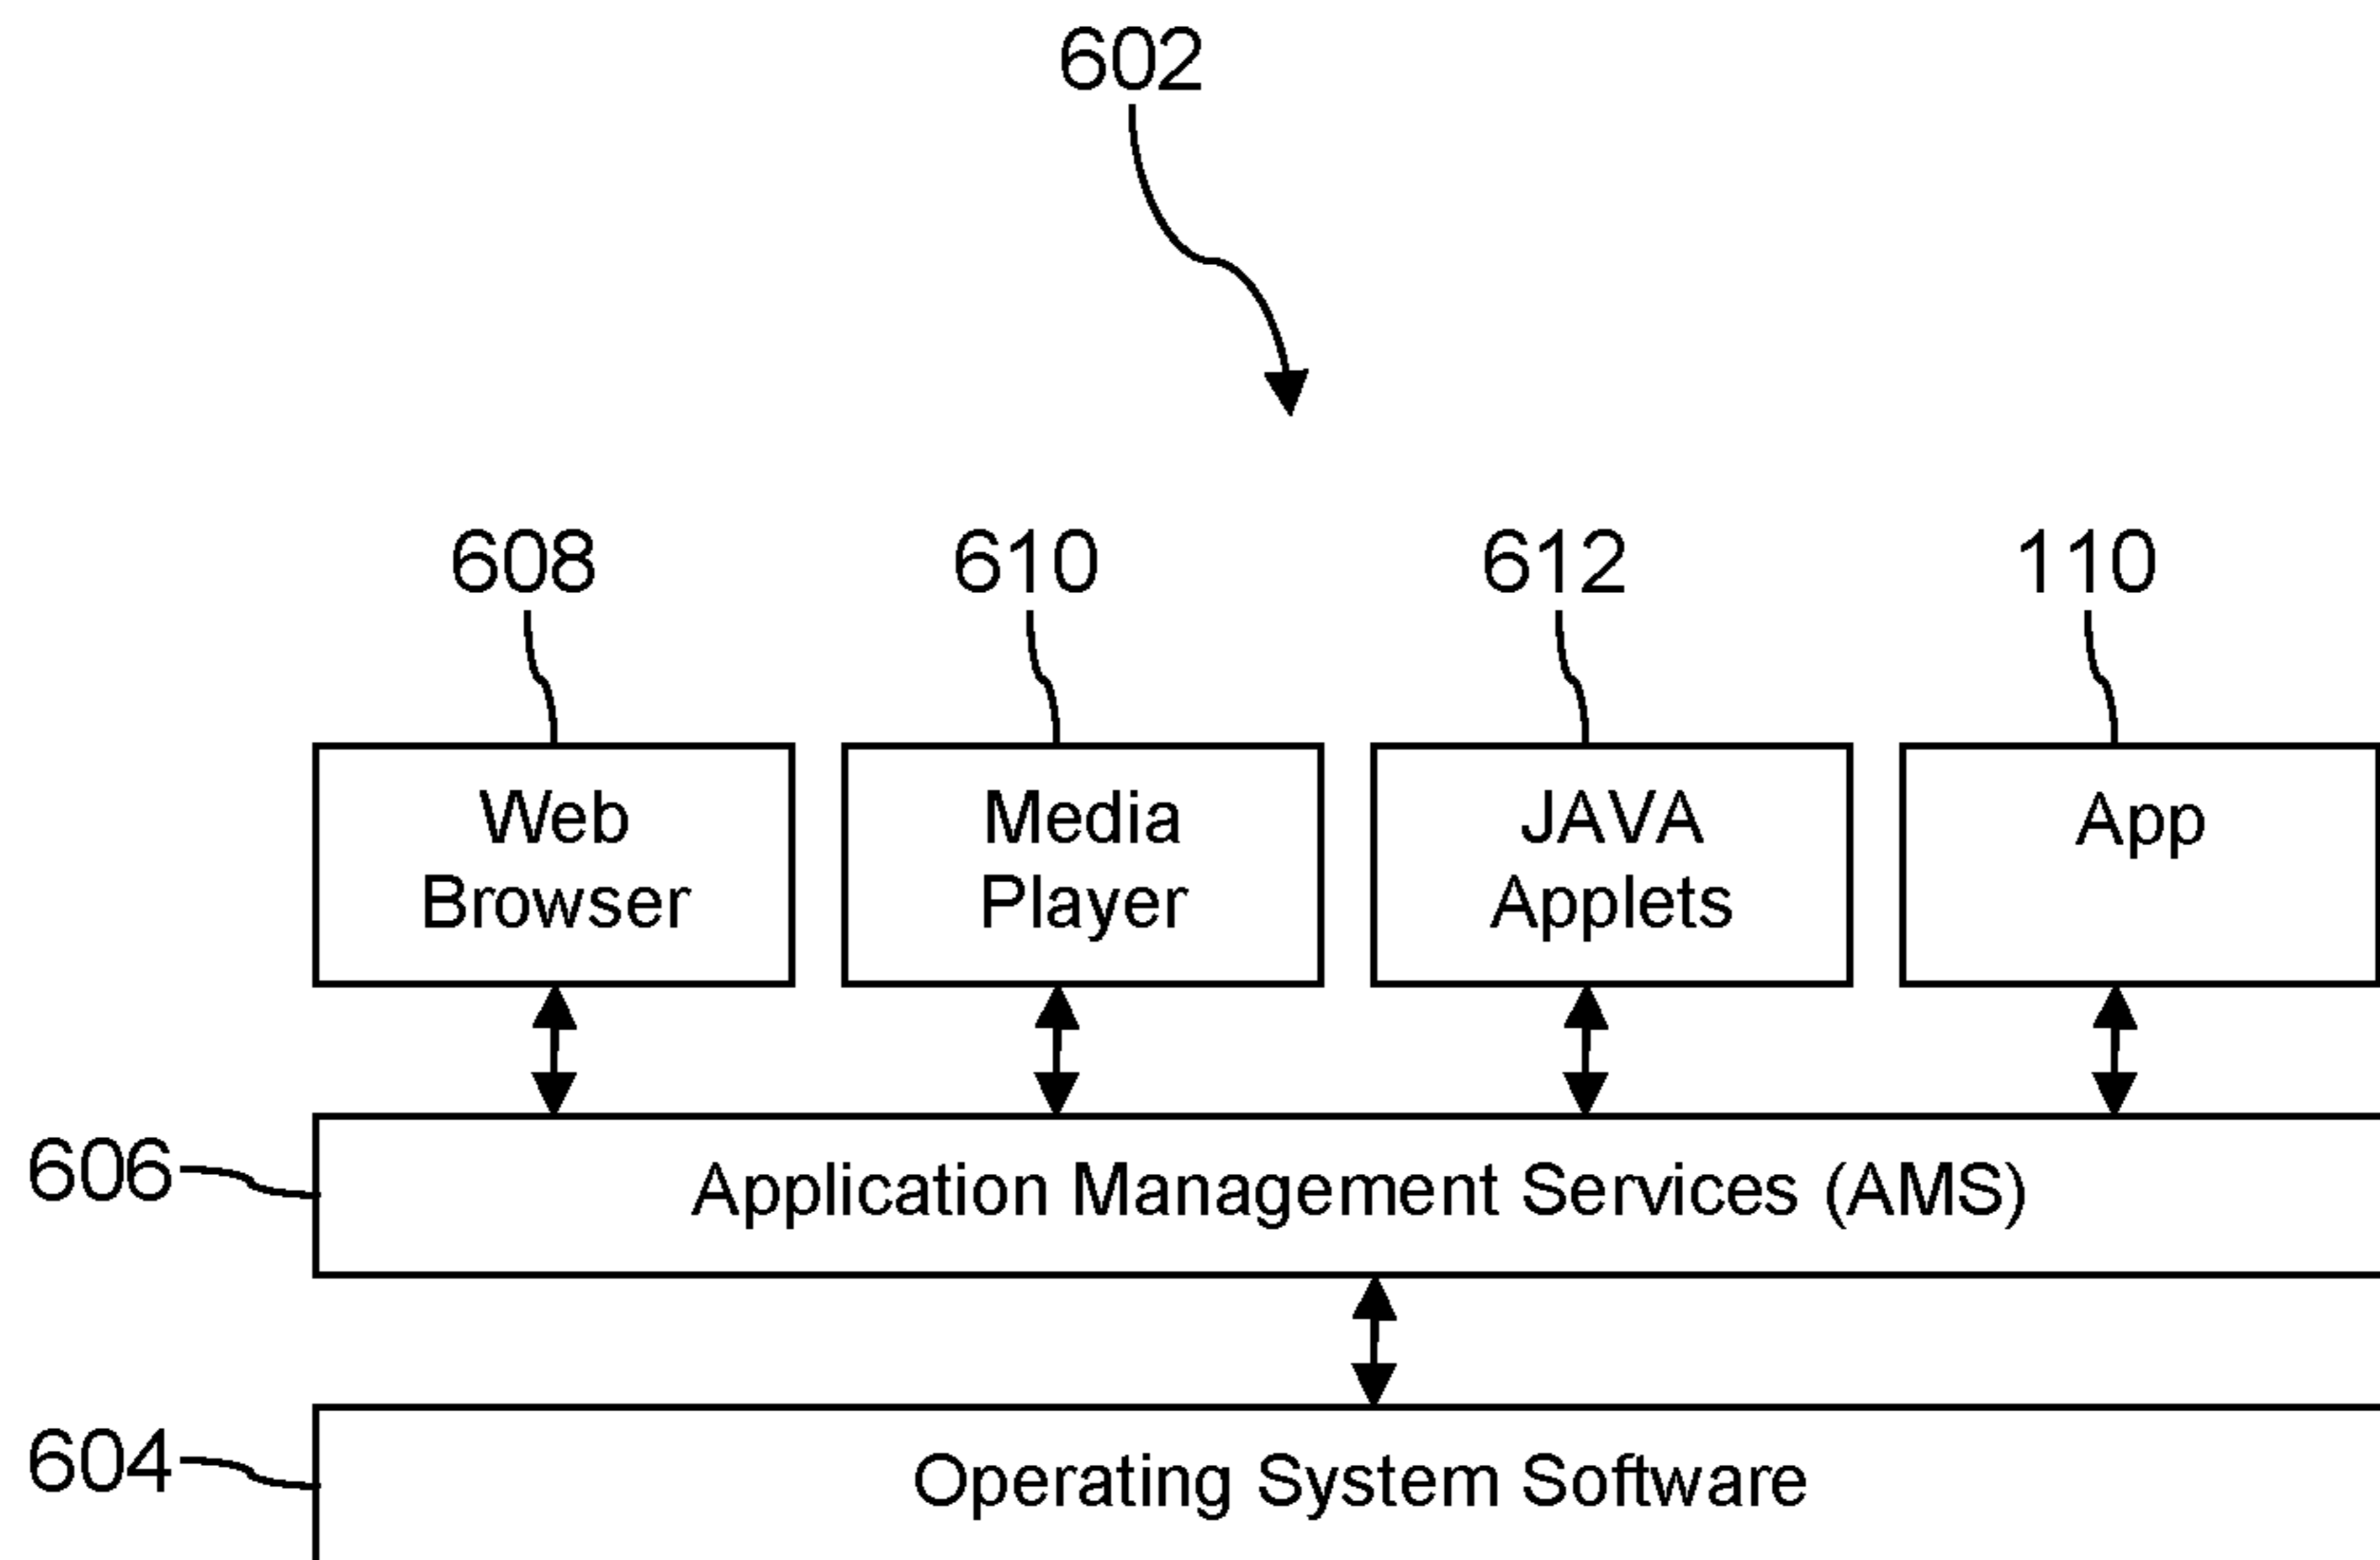 602
608
610
612
110
Web
Browser
Media
Player
JAVA
Applets
App
606
Application Management Services (AMS)
604
Operating System Software